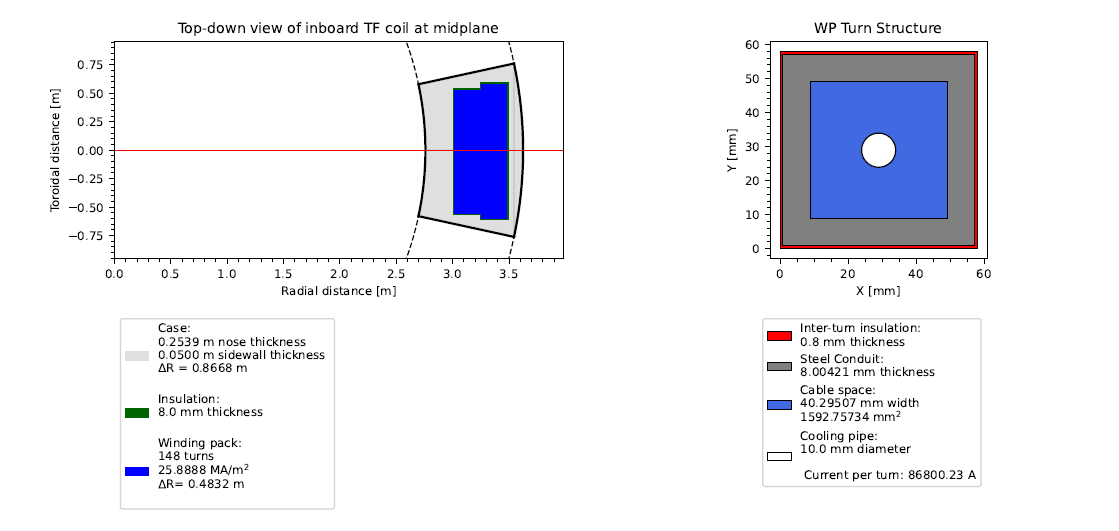 Top-down view of inboard TF coil at midplane
Toroidal distance [m]
0.75
0.50
0.25
0.00
−0.25
−0.50
−0.75
0.0 0.5 1.0 1.5 2.0 2.5 3.0 3.5
Radial distance [m]
Case:
0.2539 m nose thickness
0.0500 m sidewall thickness
ΔR = 0.8668 m
Insulation:
8.0 mm thickness
Winding pack:
148 turns
25.8888 MA/m²
ΔR= 0.4832 m
WP Turn Structure
Y [mm]
60
50
40
30
20
10
0
0 20 40 60
X [mm]
Inter-turn insulation:
0.8 mm thickness
Steel Conduit:
8.00421 mm thickness
Cable space:
40.29507 mm width
1592.75734 mm²
Cooling pipe:
10.0 mm diameter
Current per turn: 86800.23 A